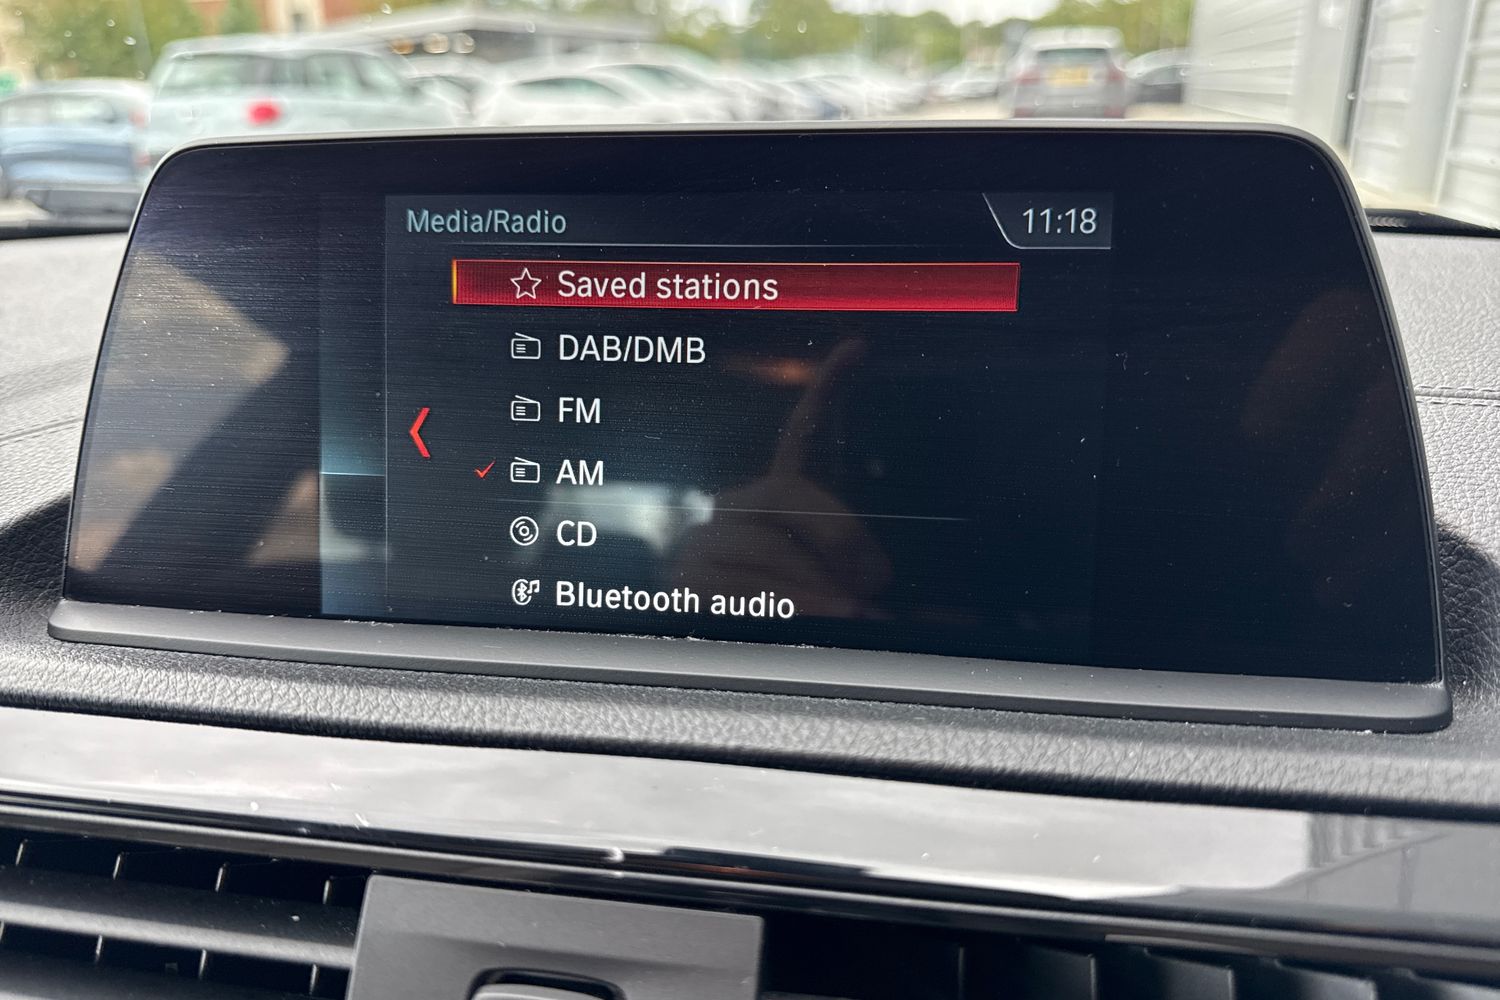 Media/Radio
11:18
Saved stations
DAB/DMB
FM
AM
CD
Bluetooth audio